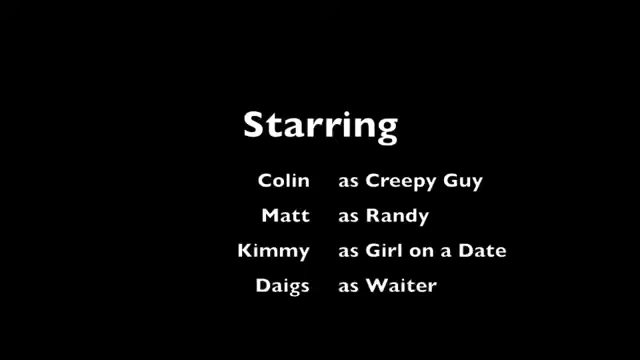 Starring
Colin as Creepy Guy
Matt as Randy
Kimmy as Girl on a Date
Daigs as Waiter